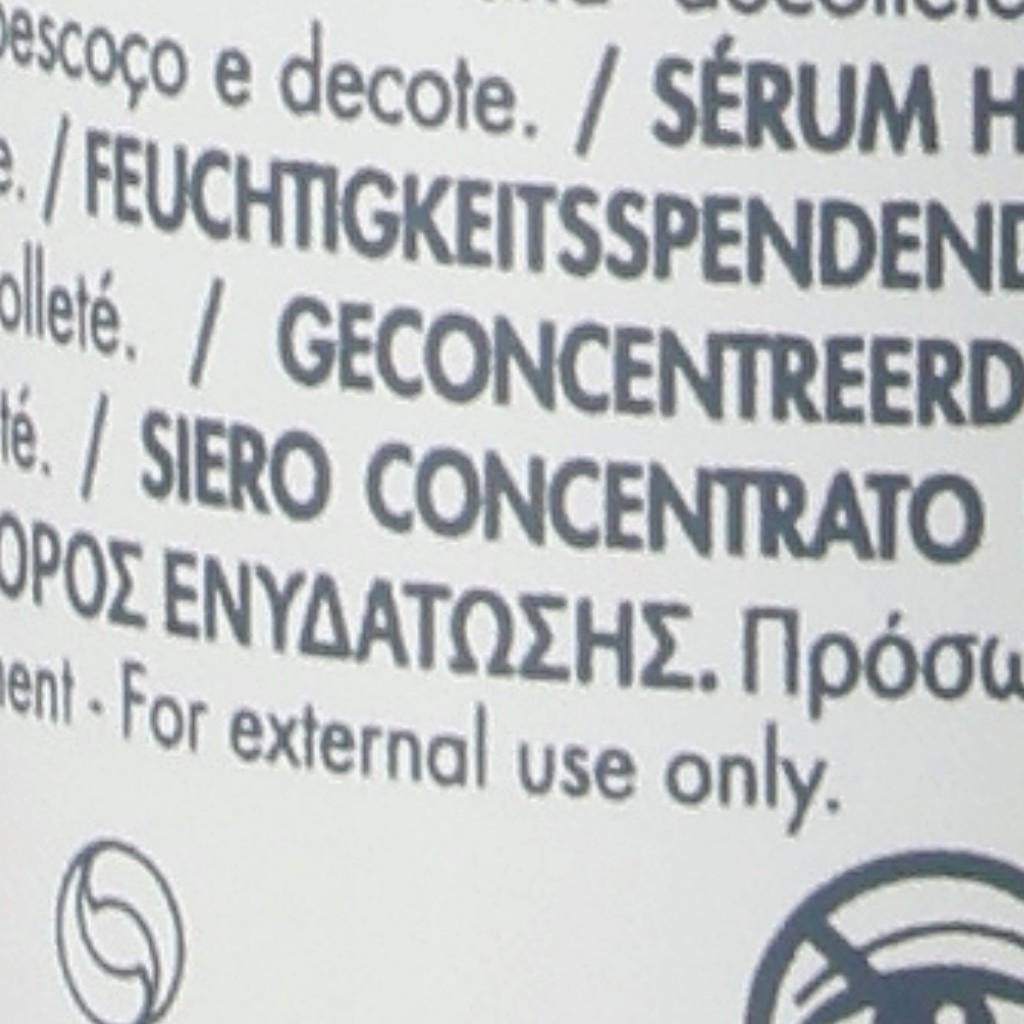 pescoço e decote. / SÉRUM H
e. / FEUCHTIGKEITSSPENDEND
olleté. / GECONCENTREERD
té. / SIERO CONCENTRATO
ΟΡΟΣ ΕΝΥΔΑΤΩΣΗΣ. Πρόσω
ent · For external use only.